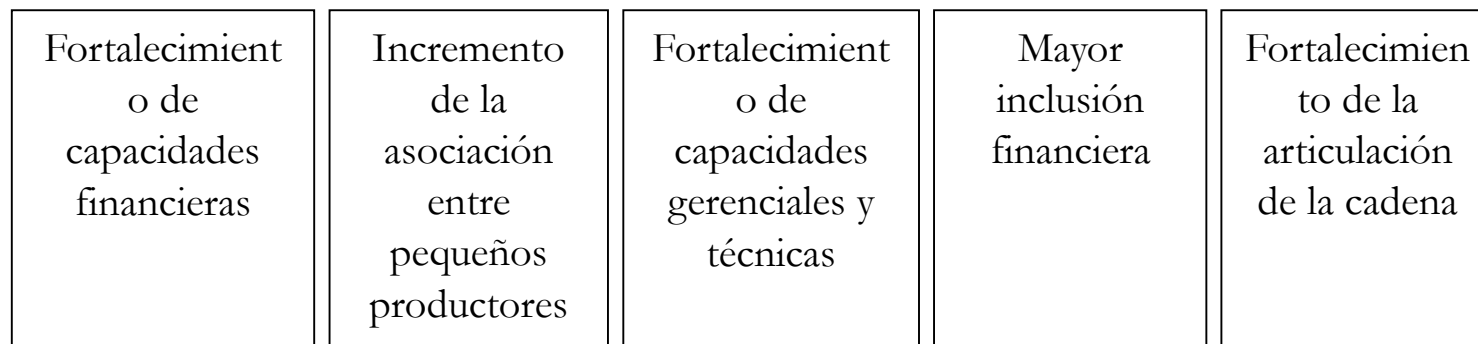 Fortalecimient
o de
capacidades
financieras
Incremento
de la
asociación
entre
pequeños
productores
Fortalecimient
o de
capacidades
gerenciales y
técnicas
Mayor
inclusión
financiera
Fortalecimien
to de la
articulación
de la cadena